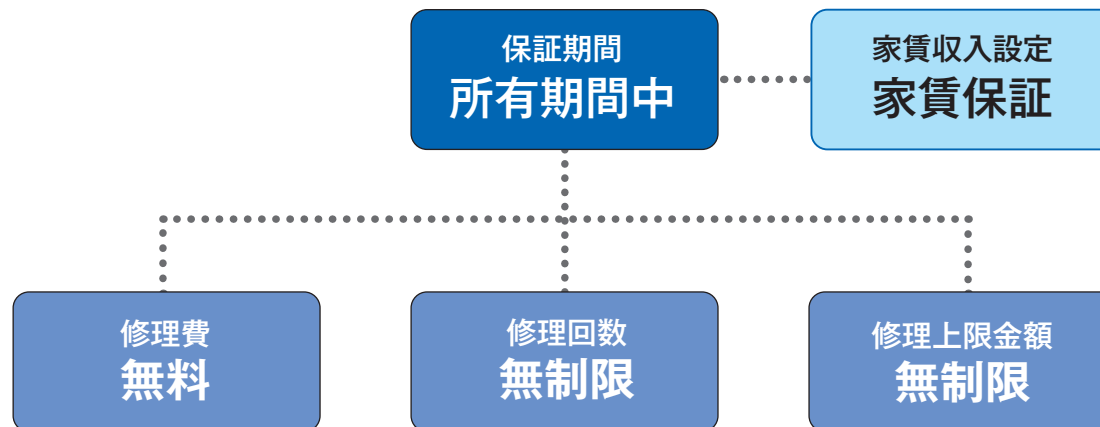 保証期間
所有期間中
家賃収入設定
家賃保証
修理費
無料
修理回数
無制限
修理上限金額
無制限